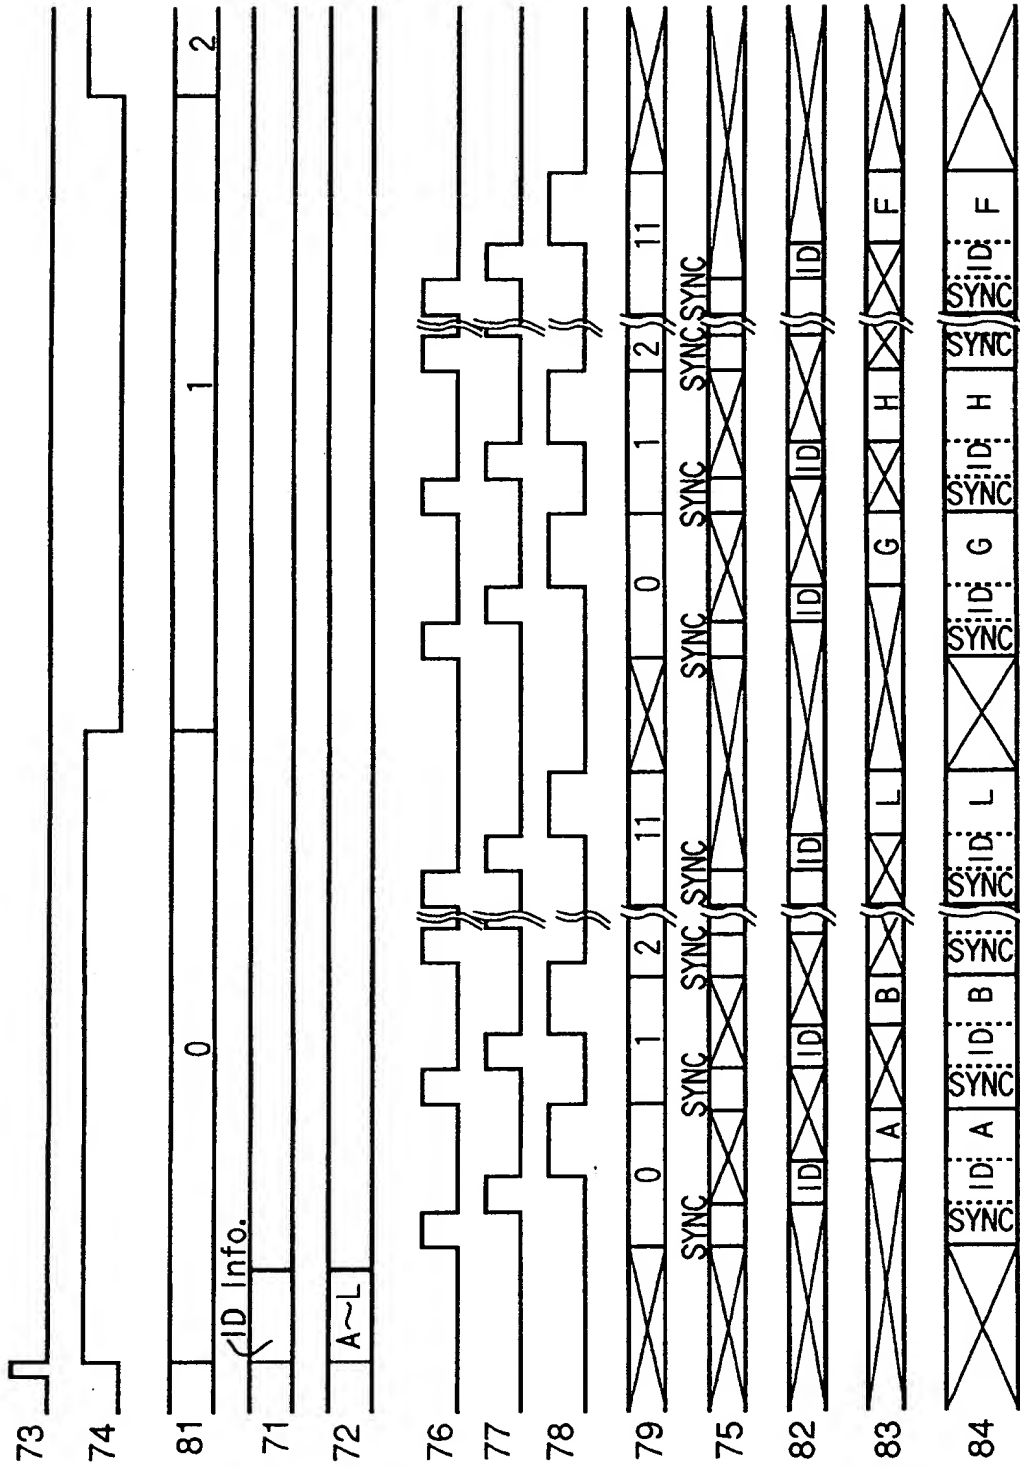 73
74
81 0 1 2
ID Info.
71
72 A~L
76
77
78
79 0 1 2 11 0 1 2 11
SYNC SYNC SYNC SYNC SYNC SYNC SYNC SYNC
75
82 ID ID ID ID ID ID
83 A B L G H F
84 SYNC ID A SYNC ID B SYNC SYNC ID L SYNC ID G SYNC ID H SYNC SYNC ID F